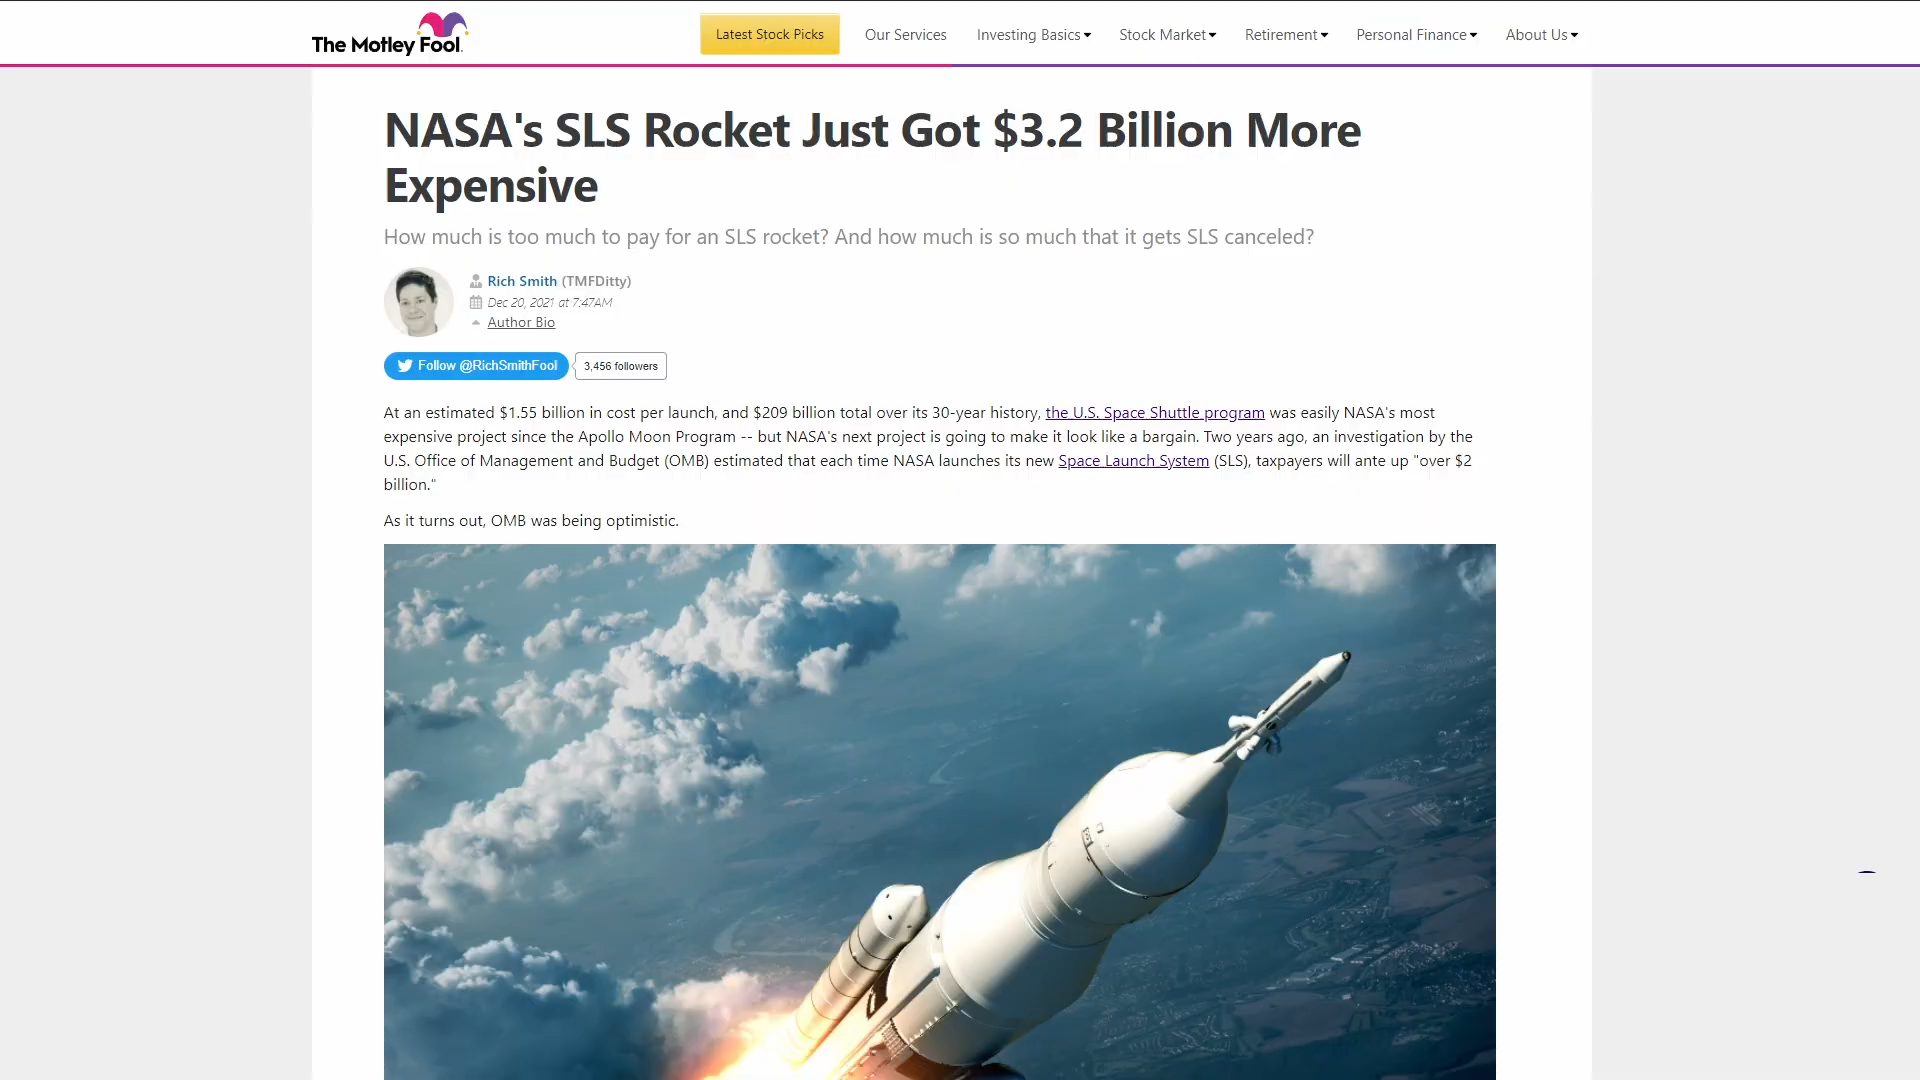 The Motley Fool.
Latest Stock Picks
Our Services
Investing Basics
Stock Market
Retirement
Personal Finance
About Us
NASA's SLS Rocket Just Got $3.2 Billion More
Expensive
How much is too much to pay for an SLS rocket? And how much is so much that it gets SLS canceled?
Rich Smith (TMFDitty)
Dec 20, 2021 at 7:47AM
Author Bio
Follow @RichSmithFool
3,456 followers
At an estimated $1.55 billion in cost per launch, and $209 billion total over its 30-year history, the U.S. Space Shuttle program was easily NASA's most
expensive project since the Apollo Moon Program -- but NASA's next project is going to make it look like a bargain. Two years ago, an investigation by the
U.S. Office of Management and Budget (OMB) estimated that each time NASA launches its new Space Launch System (SLS), taxpayers will ante up "over $2
billion."
As it turns out, OMB was being optimistic.